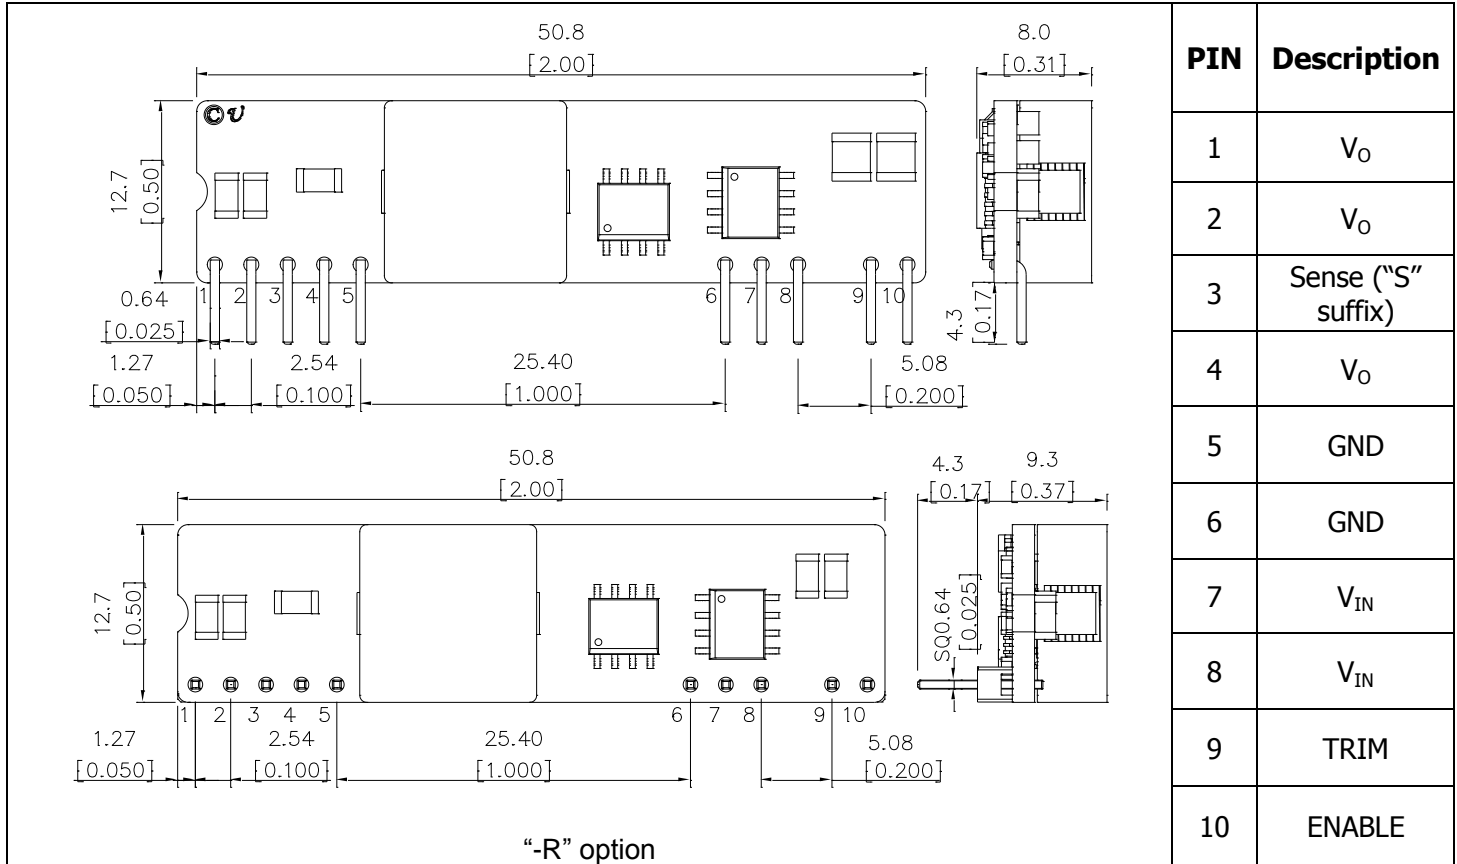 50.8
[2.00]
8.0
[0.31]
12.7
[0.50]
1 2 3 4 5 6 7 8 9 10
0.64
[0.025]
4.3
[0.17]
1.27
[0.050]
2.54
[0.100]
25.40
[1.000]
5.08
[0.200]
50.8
[2.00]
4.3
[0.17]
9.3
[0.37]
12.7
[0.50]
SQ0.64
[0.025]
1 2 3 4 5 6 7 8 9 10
1.27
[0.050]
2.54
[0.100]
25.40
[1.000]
5.08
[0.200]
“-R” option
PIN Description
1 VO
2 VO
3 Sense (“S”
suffix)
4 VO
5 GND
6 GND
7 VIN
8 VIN
9 TRIM
10 ENABLE